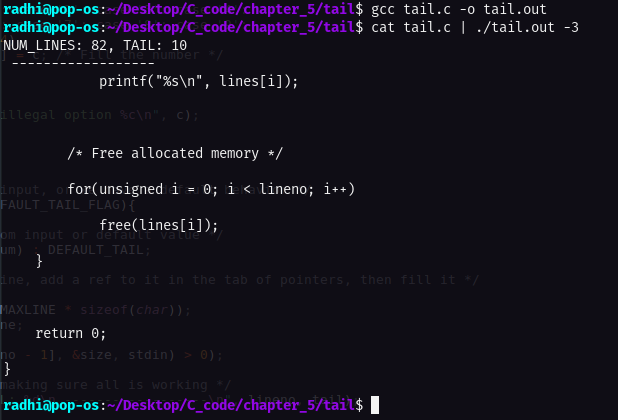 radhi@pop-os:~/Desktop/C_code/chapter_5/tail$ gcc tail.c -o tail.out
radhi@pop-os:~/Desktop/C_code/chapter_5/tail$ cat tail.c | ./tail.out -3
NUM_LINES: 82, TAIL: 10
fill the number */
------------------
printf("%s\n", lines[i]);
illegal option %c\n", c);
/* Free allocated memory */
input, or
for(unsigned i = 0; i < lineno; i++)
FAULT_TAIL_FLAG){
free(lines[i]);
om input or default value */
um) : DEFAULT_TAIL;
}
ine, add a ref to it in the tab of pointers, then fill it */
MAXLINE * sizeof(char));
ne;
return 0;
no - 1], &size, stdin) > 0);
}
making sure all is working */
radhi@pop-os:~/Desktop/C_code/chapter_5/tail$